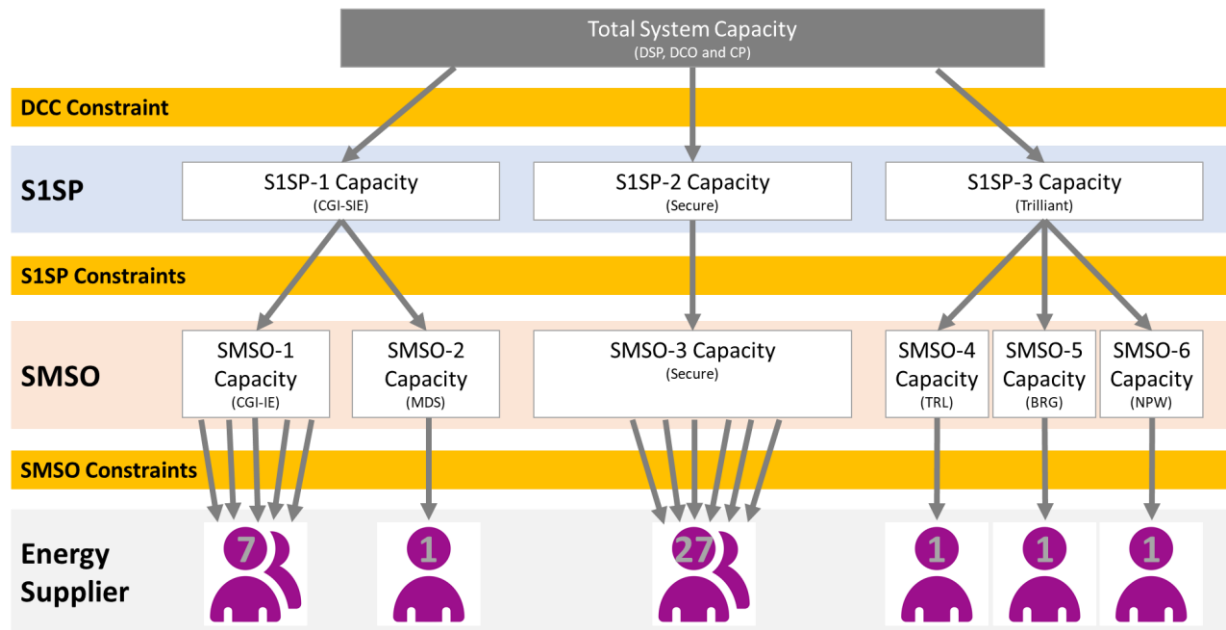 Total System Capacity
(DSP, DCO and CP)
DCC Constraint
S1SP
S1SP-1 Capacity
(CGI-SIE)
S1SP-2 Capacity
(Secure)
S1SP-3 Capacity
(Trilliant)
S1SP Constraints
SMSO
SMSO-1
Capacity
(CGI-IE)
SMSO-2
Capacity
(MDS)
SMSO-3 Capacity
(Secure)
SMSO-4
Capacity
(TRL)
SMSO-5
Capacity
(BRG)
SMSO-6
Capacity
(NPW)
SMSO Constraints
Energy
Supplier
7
1
27
1
1
1